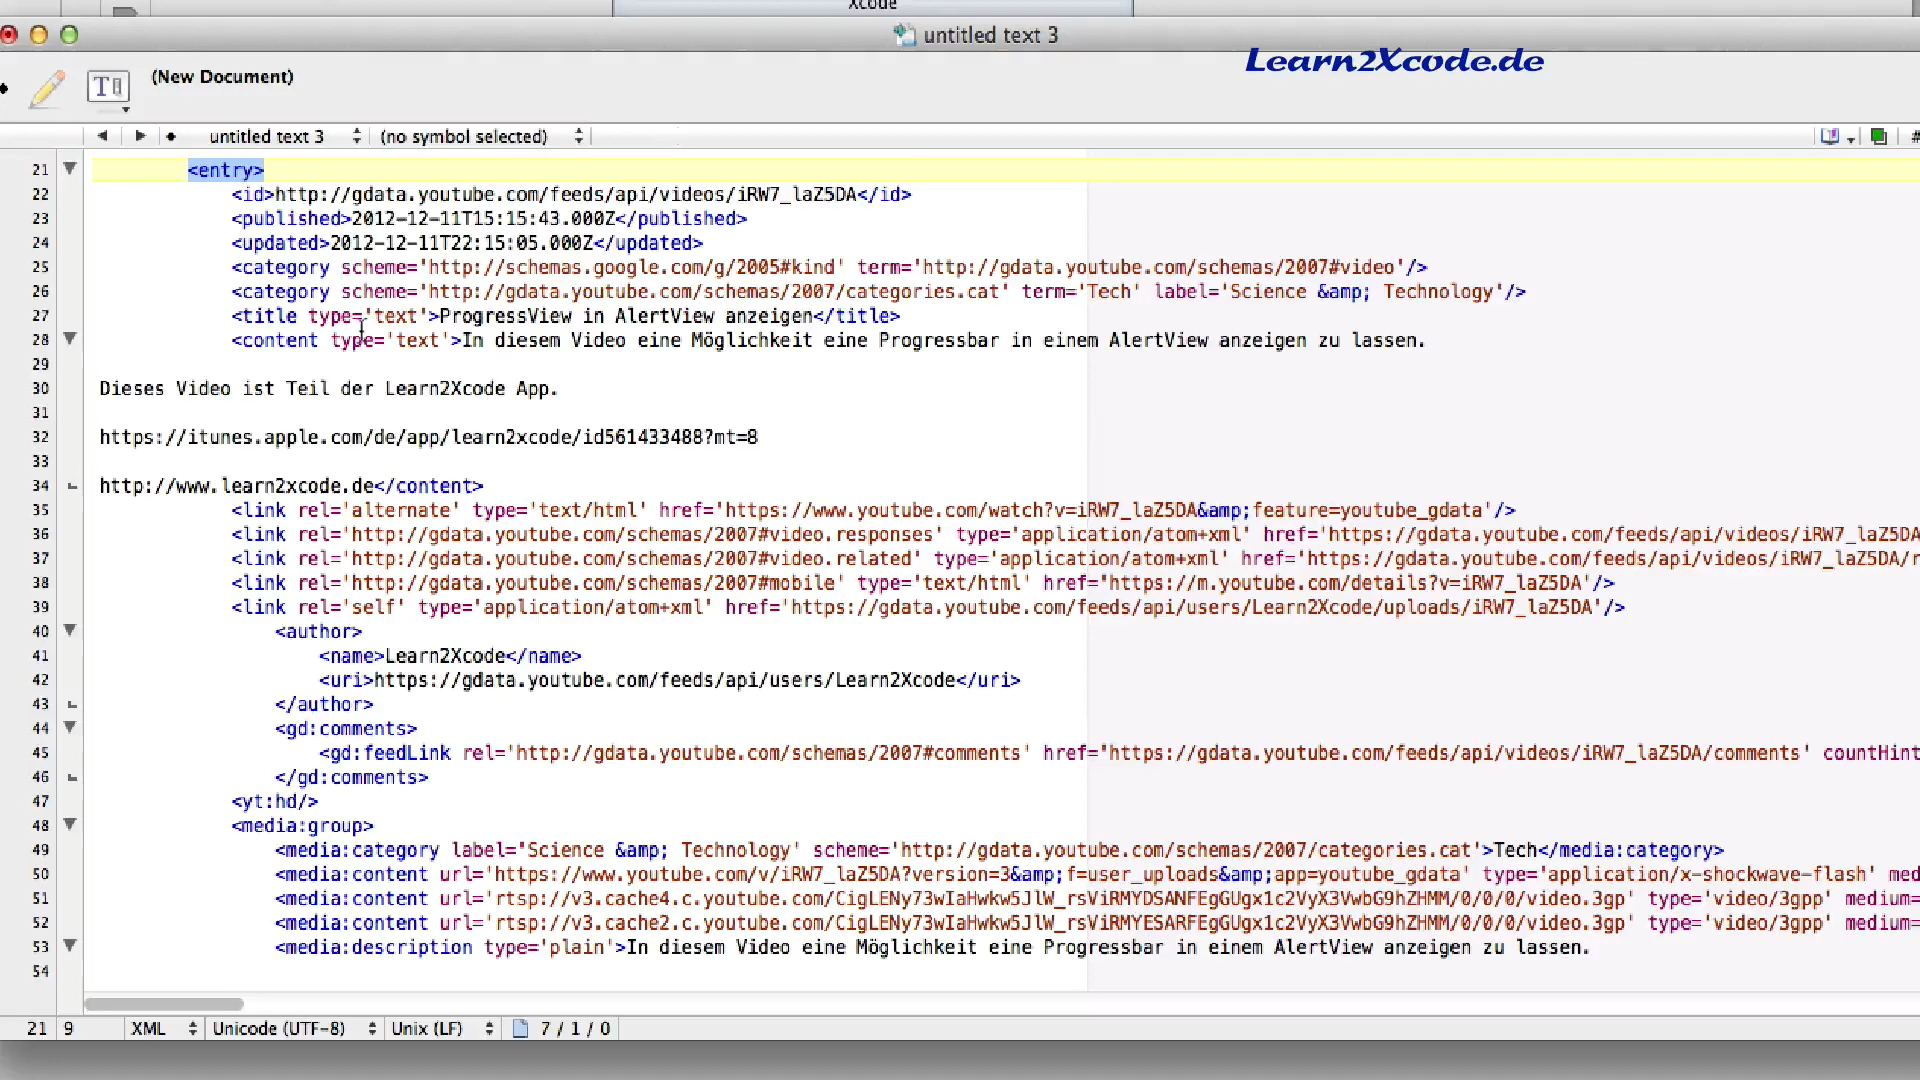 Xcode
untitled text 3
Learn2Xcode.de
(New Document)
untitled text 3 (no symbol selected) #
21 <entry>
22 <id>http://gdata.youtube.com/feeds/api/videos/iRW7_laZ5DA</id>
23 <published>2012-12-11T15:15:43.000Z</published>
24 <updated>2012-12-11T22:15:05.000Z</updated>
25 <category scheme='http://schemas.google.com/g/2005#kind' term='http://gdata.youtube.com/schemas/2007#video'/>
26 <category scheme='http://gdata.youtube.com/schemas/2007/categories.cat' term='Tech' label='Science &amp; Technology'/>
27 <title type='text'>ProgressView in AlertView anzeigen</title>
28 <content type='text'>In diesem Video eine Möglichkeit eine Progressbar in einem AlertView anzeigen zu lassen.
29
30 Dieses Video ist Teil der Learn2Xcode App.
31
32 https://itunes.apple.com/de/app/learn2xcode/id561433488?mt=8
33
34 http://www.learn2xcode.de</content>
35 <link rel='alternate' type='text/html' href='https://www.youtube.com/watch?v=iRW7_laZ5DA&amp;feature=youtube_gdata'/>
36 <link rel='http://gdata.youtube.com/schemas/2007#video.responses' type='application/atom+xml' href='https://gdata.youtube.com/feeds/api/videos/iRW7_laZ5DA
37 <link rel='http://gdata.youtube.com/schemas/2007#video.related' type='application/atom+xml' href='https://gdata.youtube.com/feeds/api/videos/iRW7_laZ5DA/r
38 <link rel='http://gdata.youtube.com/schemas/2007#mobile' type='text/html' href='https://m.youtube.com/details?v=iRW7_laZ5DA'/>
39 <link rel='self' type='application/atom+xml' href='https://gdata.youtube.com/feeds/api/users/Learn2Xcode/uploads/iRW7_laZ5DA'/>
40 <author>
41 <name>Learn2Xcode</name>
42 <uri>https://gdata.youtube.com/feeds/api/users/Learn2Xcode</uri>
43 </author>
44 <gd:comments>
45 <gd:feedLink rel='http://gdata.youtube.com/schemas/2007#comments' href='https://gdata.youtube.com/feeds/api/videos/iRW7_laZ5DA/comments' countHint
46 </gd:comments>
47 <yt:hd/>
48 <media:group>
49 <media:category label='Science &amp; Technology' scheme='http://gdata.youtube.com/schemas/2007/categories.cat'>Tech</media:category>
50 <media:content url='https://www.youtube.com/v/iRW7_laZ5DA?version=3&amp;f=user_uploads&amp;app=youtube_gdata' type='application/x-shockwave-flash' med
51 <media:content url='rtsp://v3.cache4.c.youtube.com/CigLENy73wIaHwkw5JlW_rsViRMYDSANFEgGUgx1c2VyX3VwbG9hZHMM/0/0/0/video.3gp' type='video/3gpp' medium=
52 <media:content url='rtsp://v3.cache2.c.youtube.com/CigLENy73wIaHwkw5JlW_rsViRMYESARFEgGUgx1c2VyX3VwbG9hZHMM/0/0/0/video.3gp' type='video/3gpp' medium=
53 <media:description type='plain'>In diesem Video eine Möglichkeit eine Progressbar in einem AlertView anzeigen zu lassen.
54
21 9 XML Unicode (UTF-8) Unix (LF) 7 / 1 / 0